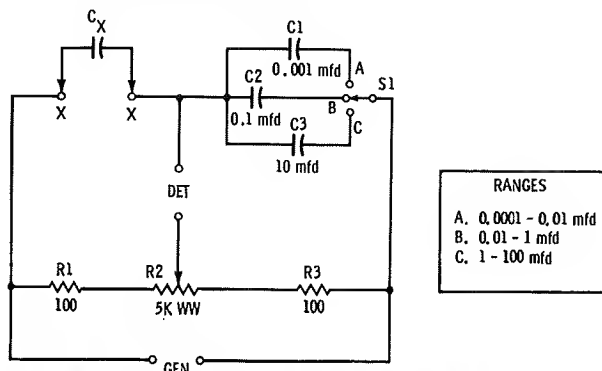 C X
C1
0.001 mfd
A
C2
S1
B
0.1 mfd
C
C3
10 mfd
X
X
DET
R1
100
R2
5K WW
R3
100
GEN
RANGES
A. 0.0001 - 0.01 mfd
B. 0.01 - 1 mfd
C. 1 - 100 mfd